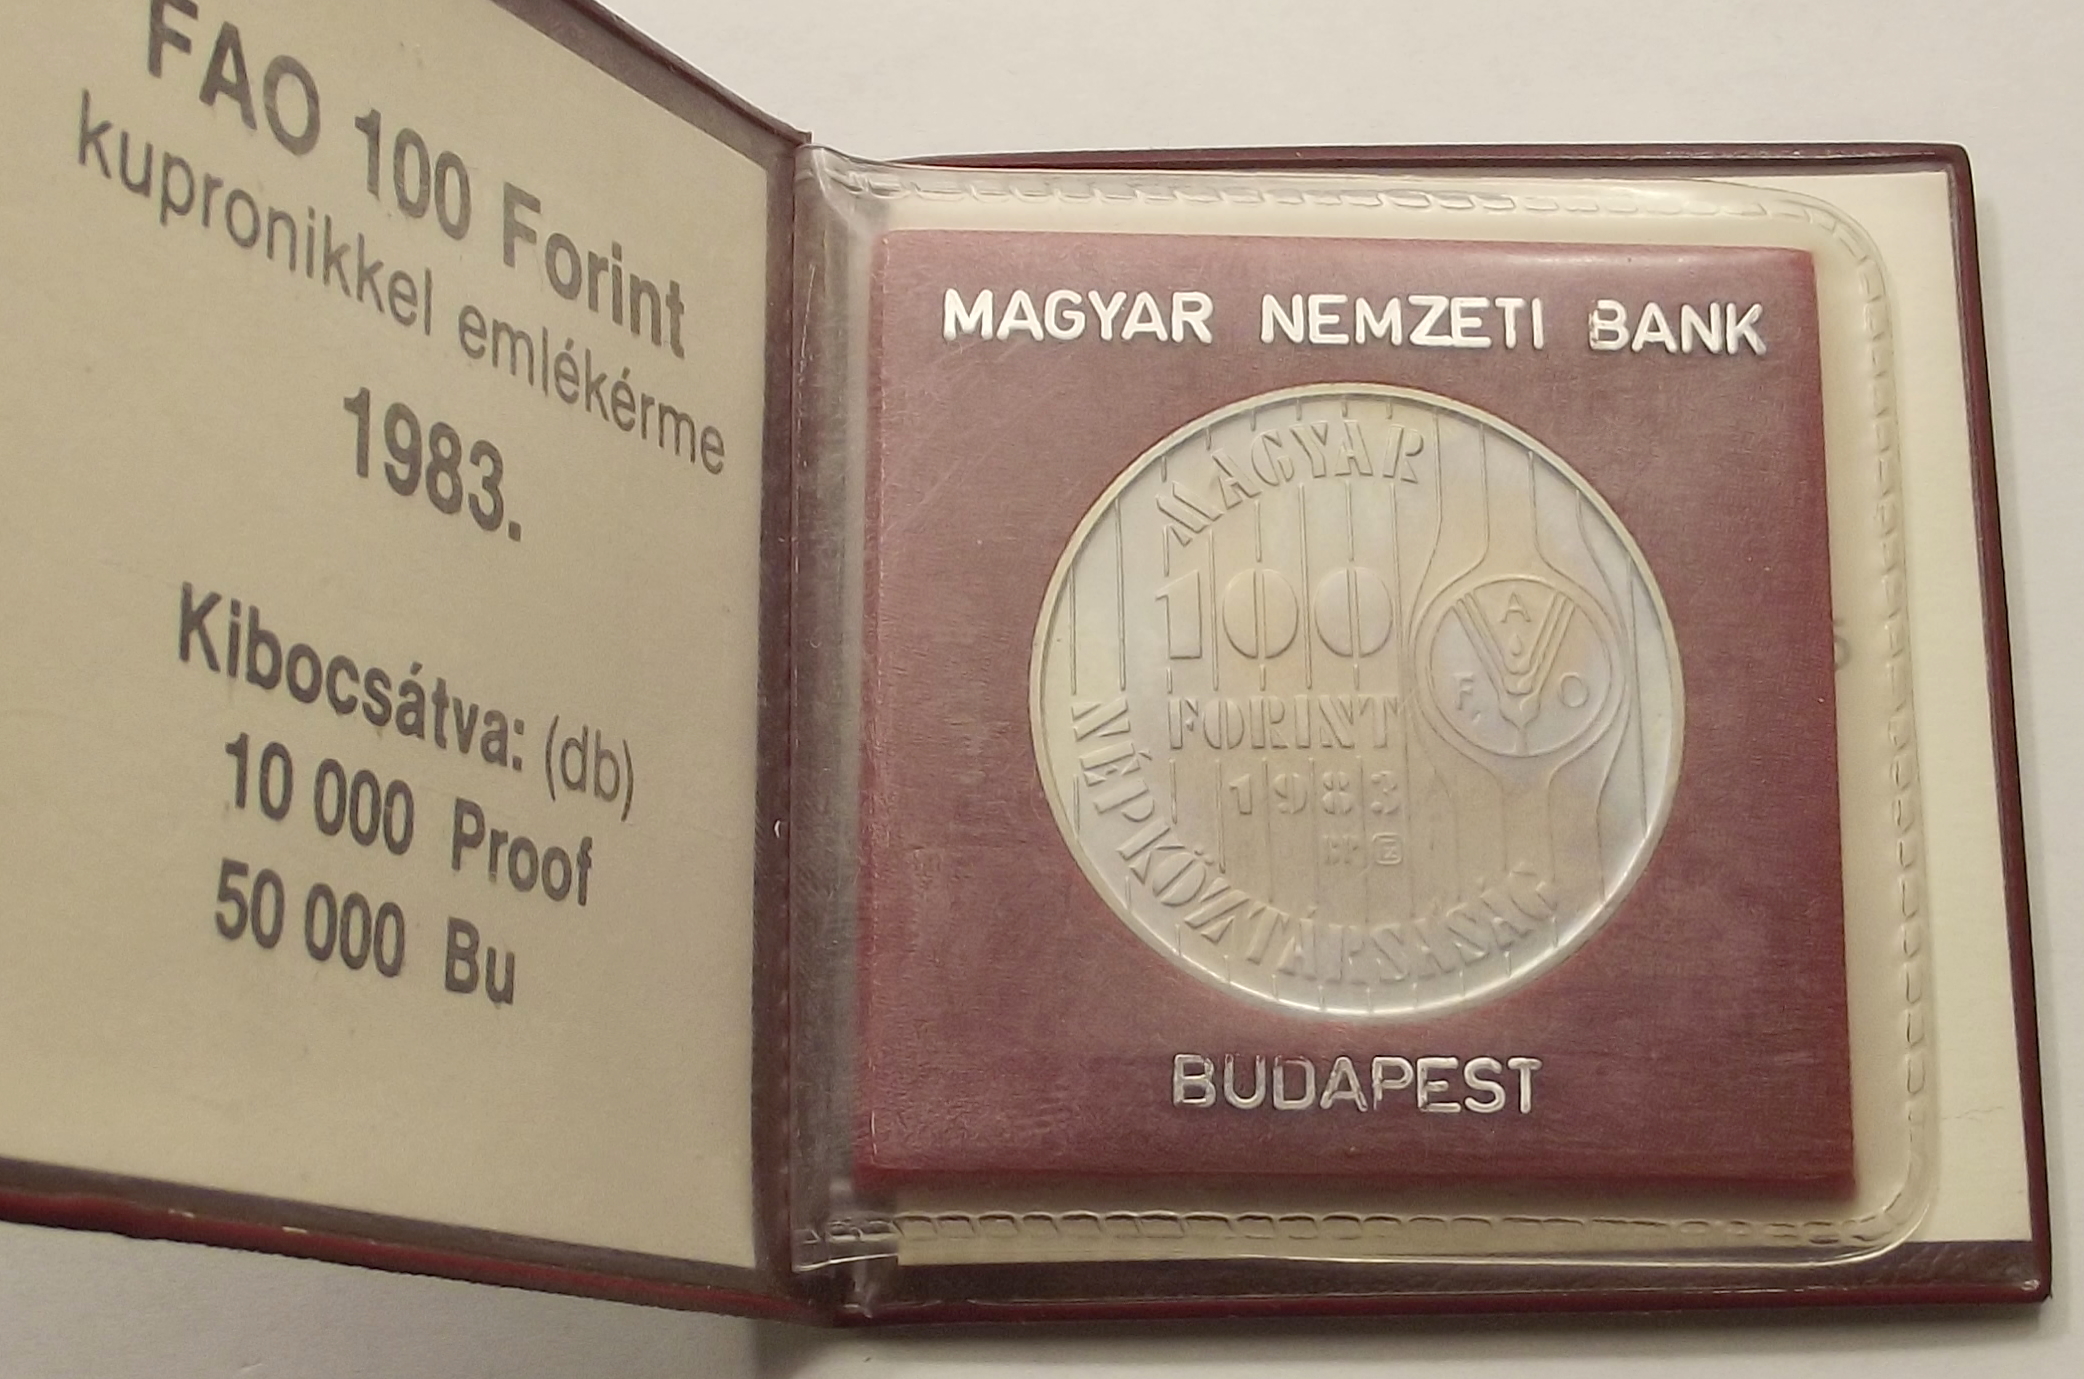 FAO 100 Forint
kupronikkel emlékérme
1983.
Kibocsátva: (db)
10 000 Proof
50 000 Bu
MAGYAR NEMZETI BANK
MAGYAR
100
FORINT
1983
BP.
NÉPKÖZTÁRSASÁG
F A O
BUDAPEST